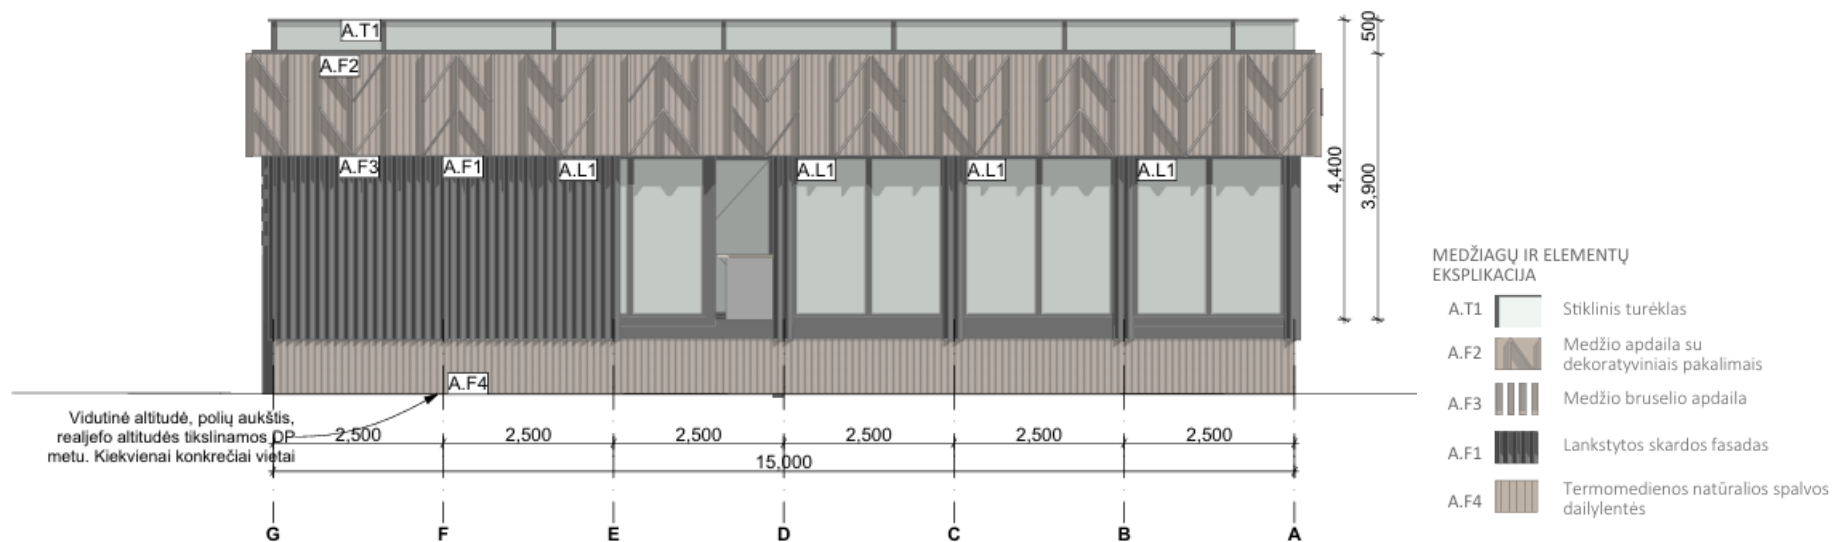 A.T1
A.F2
A.F3
A.F1
A.L1
A.L1
A.L1
A.L1
A.F4
500
4,400
3,900
Vidutinė altitudė, polių aukštis,
realjefo altitudės tikslinamos DP
metu. Kiekvienai konkrečiai vietai
2,500
2,500
2,500
2,500
2,500
2,500
15,000
G
F
E
D
C
B
A
MEDŽIAGŲ IR ELEMENTŲ
EKSPLIKACIJA
A.T1 Stiklinis turėklas
A.F2 Medžio apdaila su
dekoratyviniais pakalimais
A.F3 Medžio bruselio apdaila
A.F1 Lankstytos skardos fasadas
A.F4 Termomedienos natūralios spalvos
dailylentės